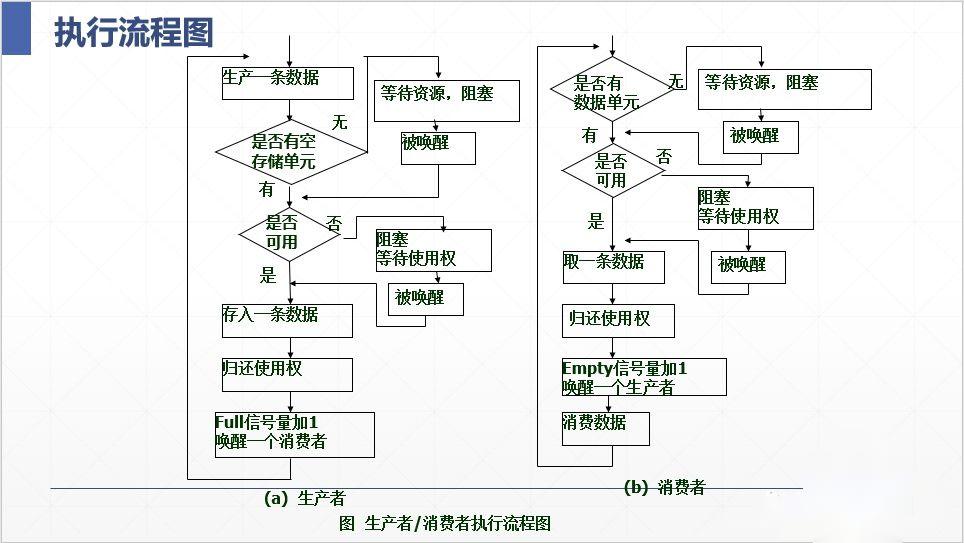 执行流程图
生产一条数据
是否有空
存储单元
无
等待资源，阻塞
被唤醒
有
是否
可用
否
阻塞
等待使用权
被唤醒
是
存入一条数据
归还使用权
Full信号量加1
唤醒一个消费者
(a) 生产者
是否有
数据单元
无
等待资源，阻塞
被唤醒
有
是否
可用
否
阻塞
等待使用权
被唤醒
是
取一条数据
归还使用权
Empty信号量加1
唤醒一个生产者
消费数据
(b) 消费者
图 生产者/消费者执行流程图